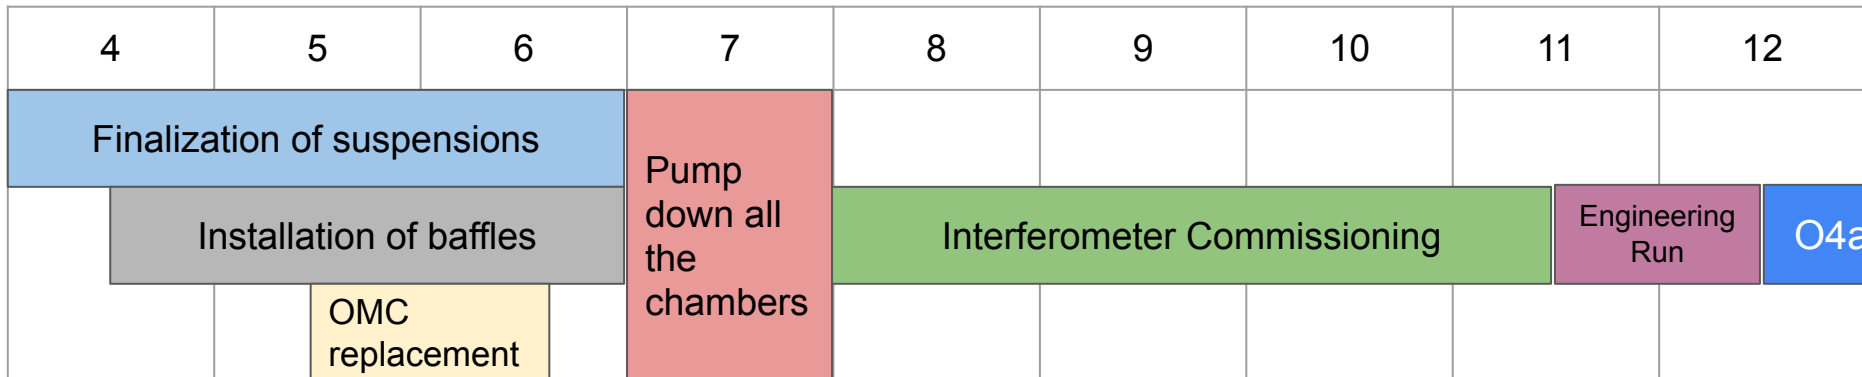 4 5 6 7 8 9 10 11 12
Finalization of suspensions
Installation of baffles
OMC
replacement
Pump
down all
the
chambers
Interferometer Commissioning
Engineering
Run
O4a